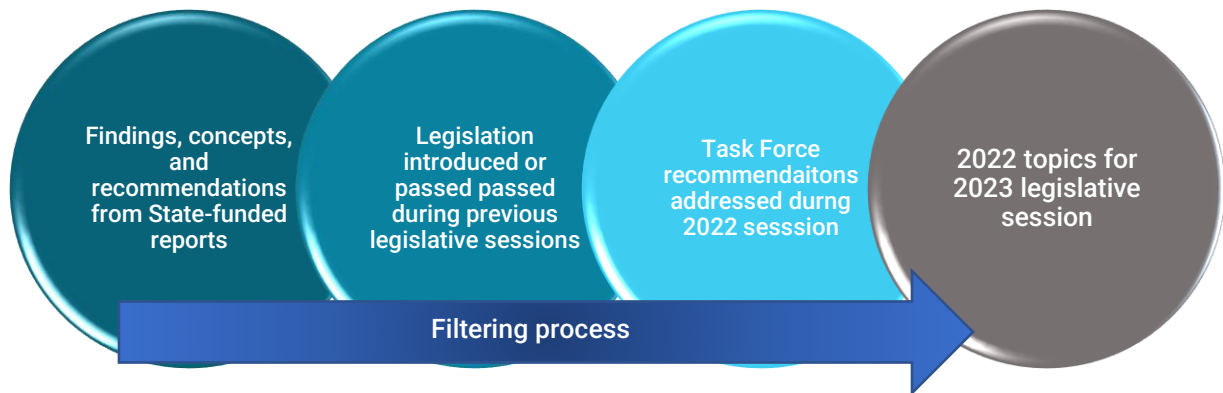 Findings, concepts,
and
recommendations
from State-funded
reports
Legislation
introduced or
passed passed
during previous
legislative sessions
Task Force
recommendaitons
addressed durng
2022 sesssion
2022 topics for
2023 legislative
session
Filtering process